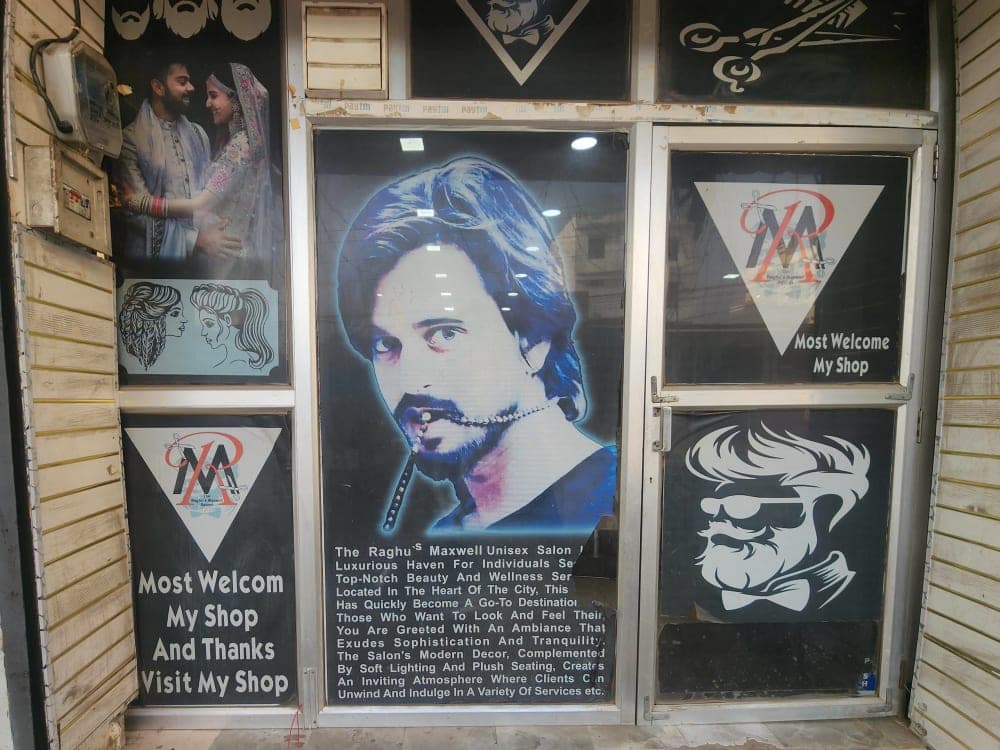 paytm paytm paytm paytm paytm
The Raghu's Maxwell
Most Welcome
My Shop
Most Welcom
My Shop
And Thanks
Visit My Shop
The Raghu's Maxwell Unisex Salon
Luxurious Haven For Individuals Se
Top-Notch Beauty And Wellness Ser
Located In The Heart Of The City, This
Has Quickly Become A Go-To Destination
Those Who Want To Look And Feel Their
You Are Greeted With An Ambiance That
Exudes Sophistication And Tranquility.
The Salon's Modern Decor, Complemented
By Soft Lighting And Plush Seating, Creates
An Inviting Atmosphere Where Clients Can
Unwind And Indulge In A Variety Of Services etc.